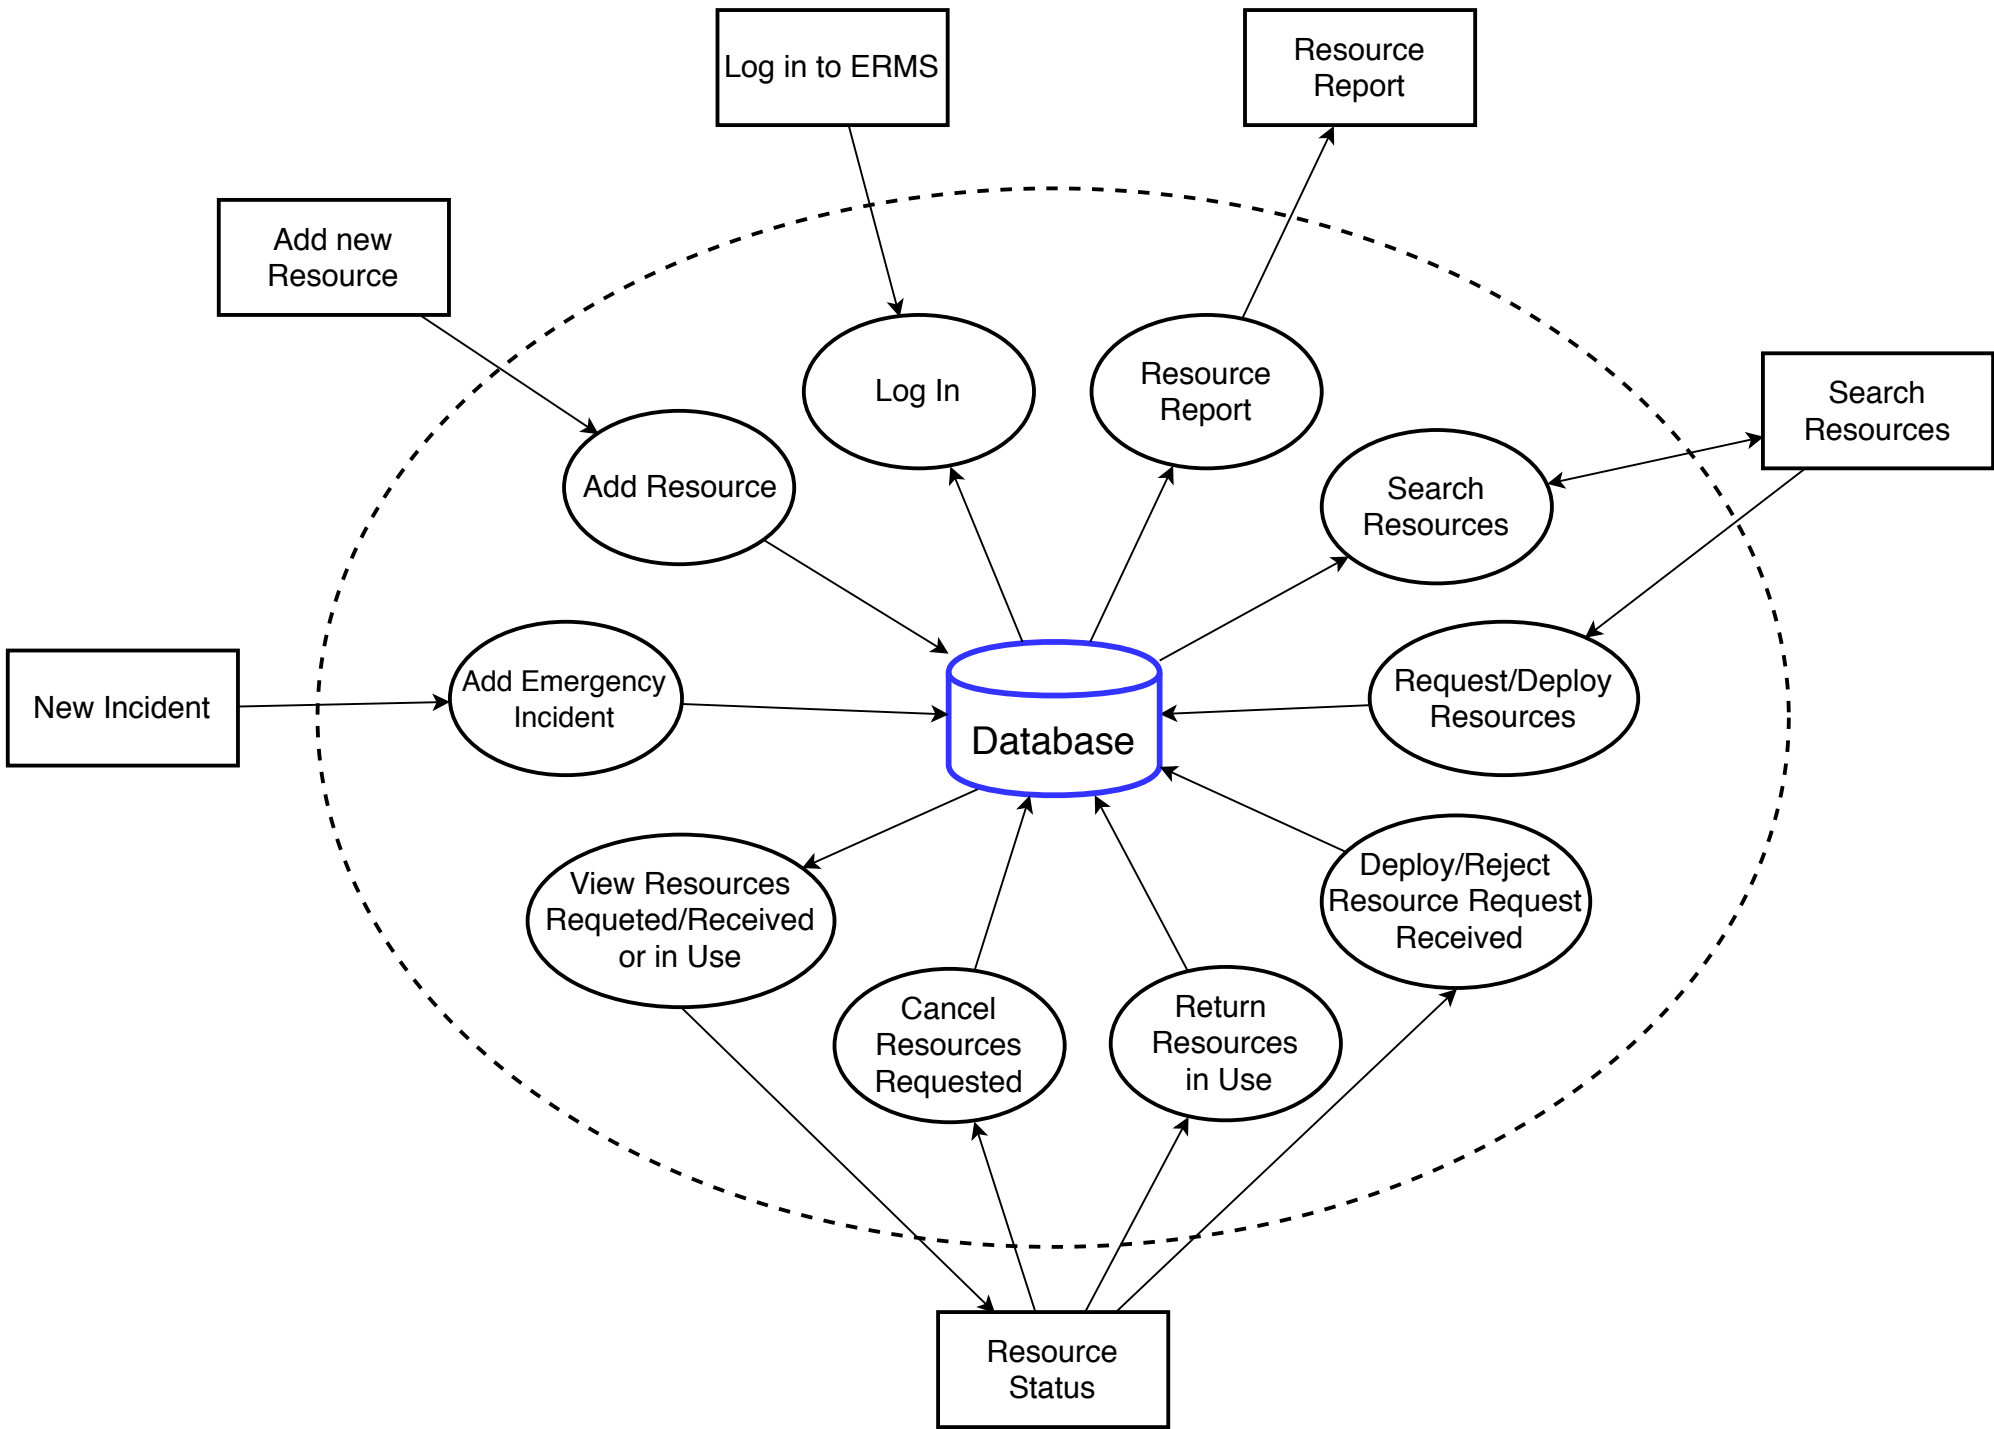 Log in to ERMS
Resource
Report
Add new
Resource
Search
Resources
Log In
Resource
Report
Add Resource
Search
Resources
New Incident
Add Emergency
Incident
Database
Request/Deploy
Resources
View Resources
Requeted/Received
or in Use
Deploy/Reject
Resource Request
Received
Cancel
Resources
Requested
Return
Resources
in Use
Resource
Status